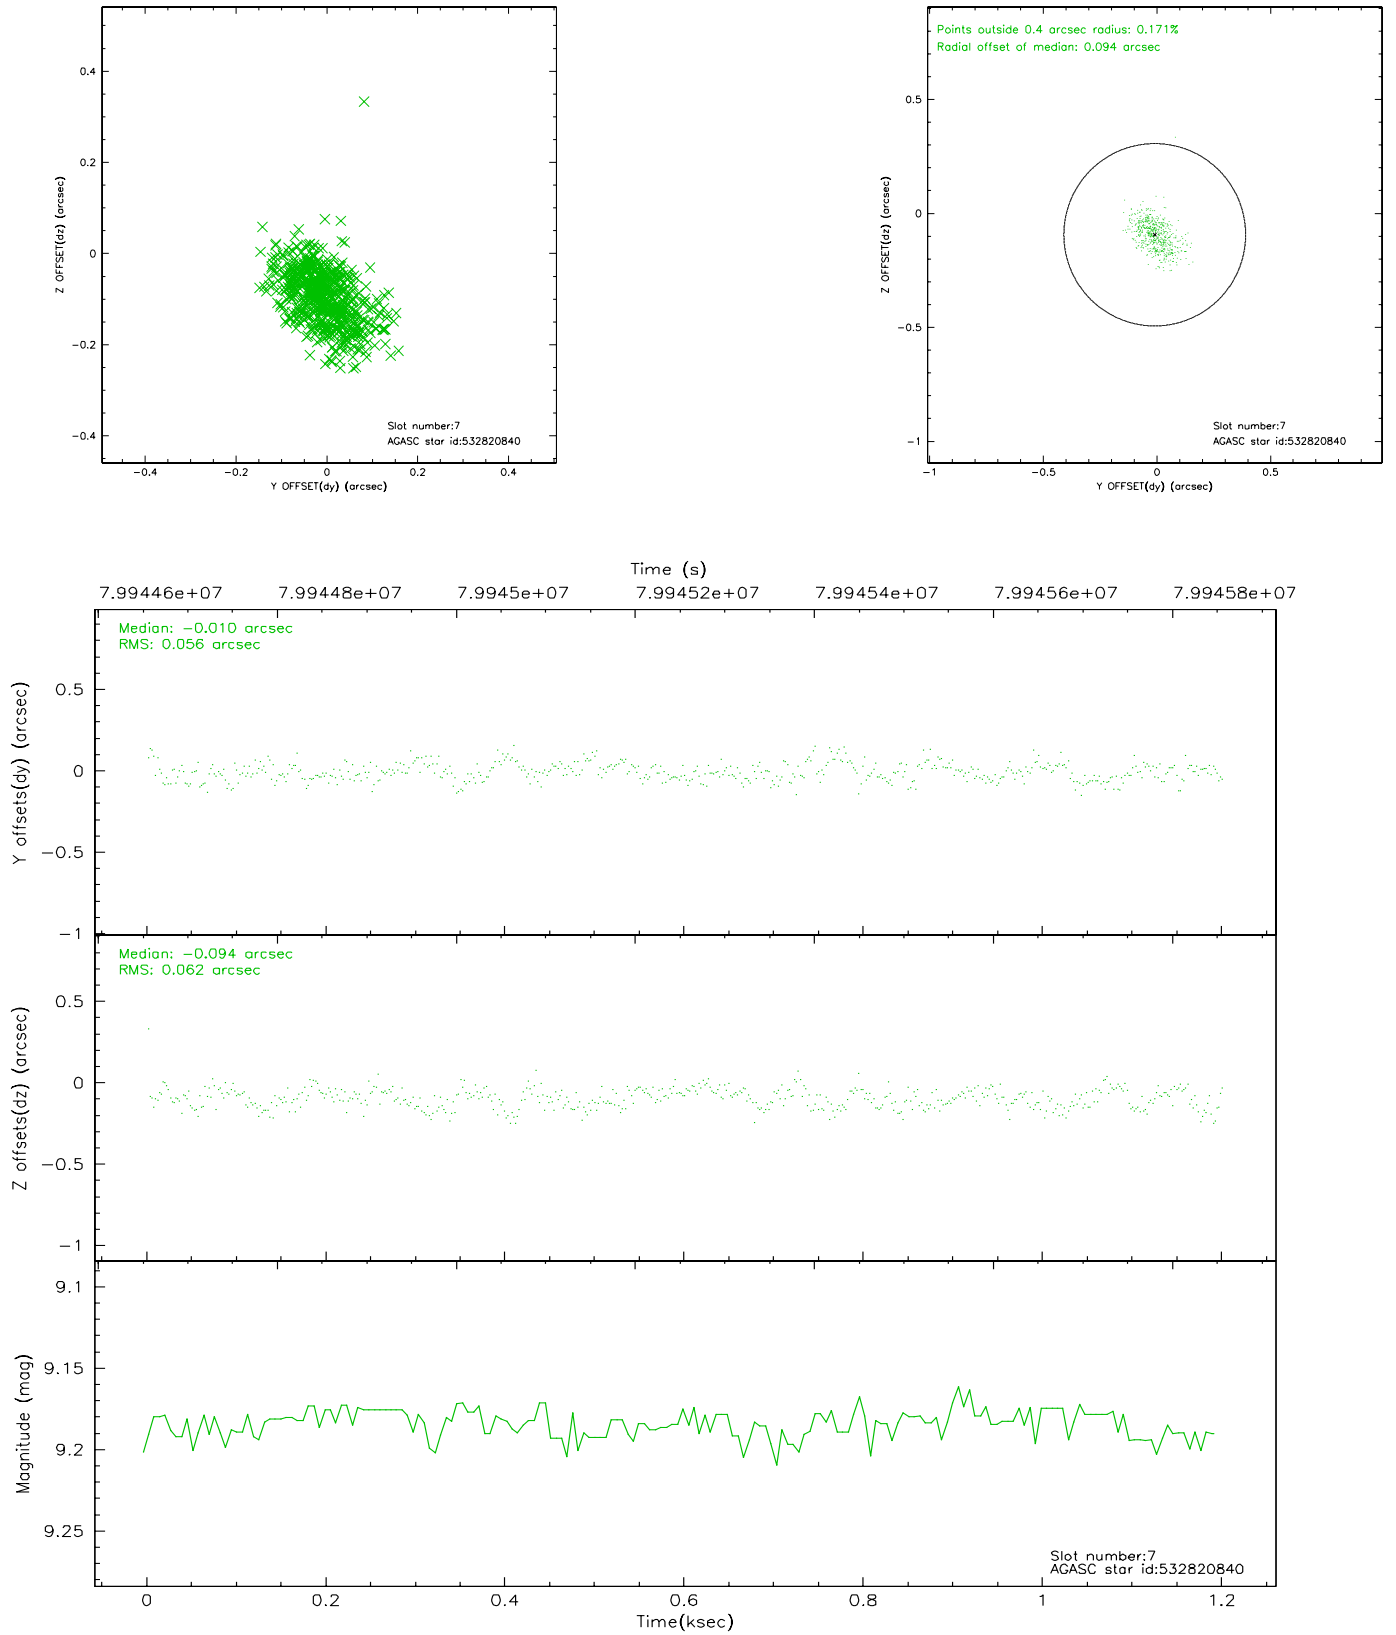 0.4
0.2
0
−0.2
−0.4
Z OFFSET(dz) (arcsec)
−0.4 −0.2 0 0.2 0.4
Y OFFSET(dy) (arcsec)
Slot number:7
AGASC star id:532820840
Points outside 0.4 arcsec radius: 0.171%
Radial offset of median: 0.094 arcsec
0.5
0
−0.5
−1
Z OFFSET(dz) (arcsec)
−1 −0.5 0 0.5
Y OFFSET(dy) (arcsec)
Slot number:7
AGASC star id:532820840
Time (s)
7.99446e+07 7.99448e+07 7.9945e+07 7.99452e+07 7.99454e+07 7.99456e+07 7.99458e+07
Median: −0.010 arcsec
RMS: 0.056 arcsec
0.5
0
−0.5
−1
Y offsets(dy) (arcsec)
Median: −0.094 arcsec
RMS: 0.062 arcsec
0.5
0
−0.5
−1
Z offsets(dz) (arcsec)
9.1
9.15
9.2
9.25
Magnitude (mag)
Slot number:7
AGASC star id:532820840
0 0.2 0.4 0.6 0.8 1 1.2
Time(ksec)